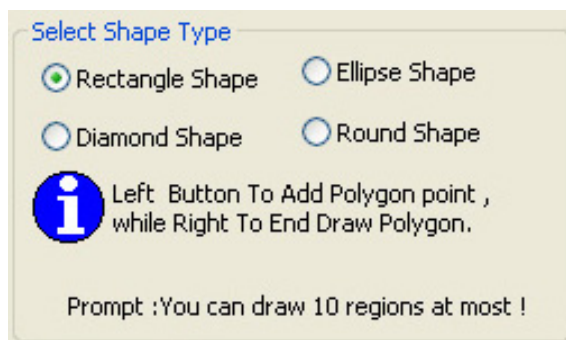 Select Shape Type
Rectangle Shape
Ellipse Shape
Diamond Shape
Round Shape
Left Button To Add Polygon point ,
while Right To End Draw Polygon.
Prompt :You can draw 10 regions at most !